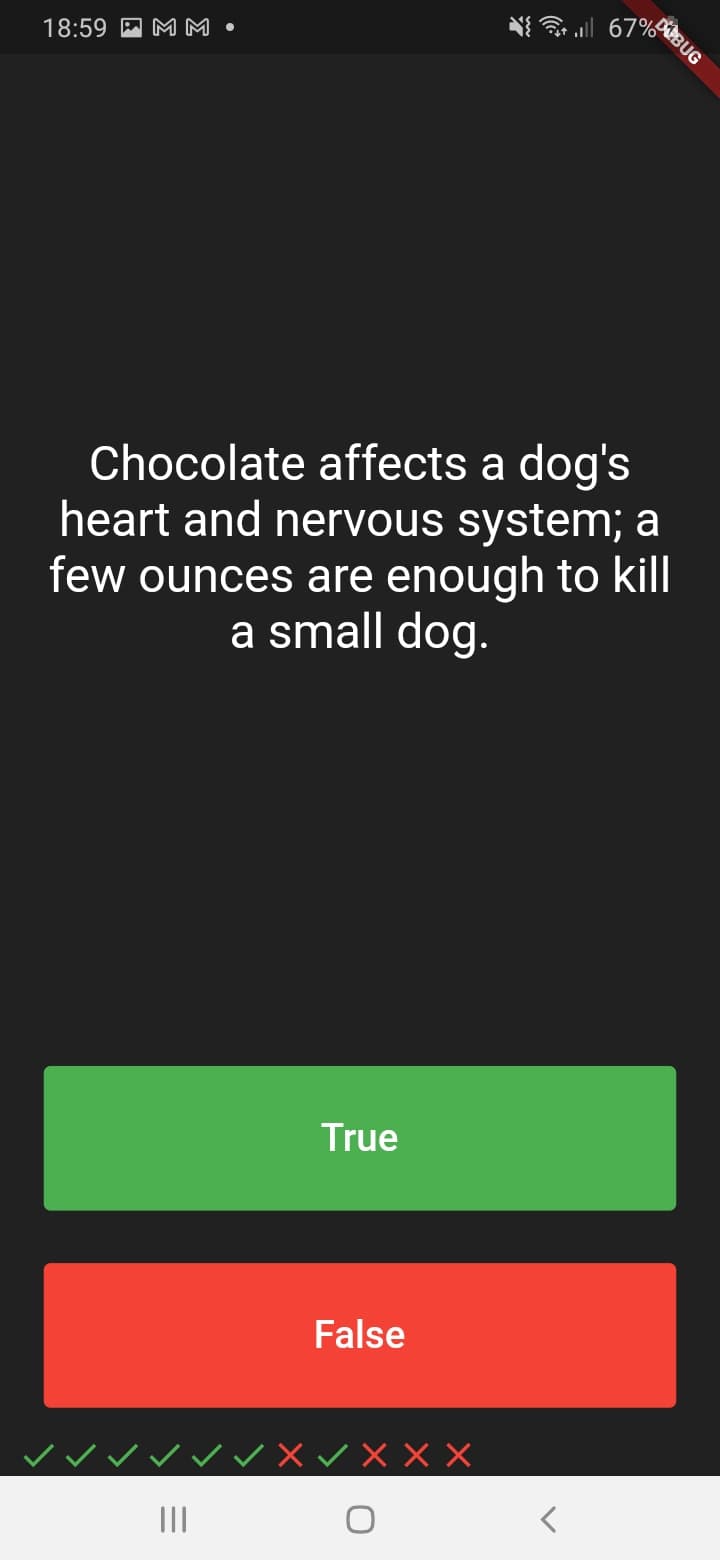 18:59
67%
DEBUG
Chocolate affects a dog's
heart and nervous system; a
few ounces are enough to kill
a small dog.
True
False